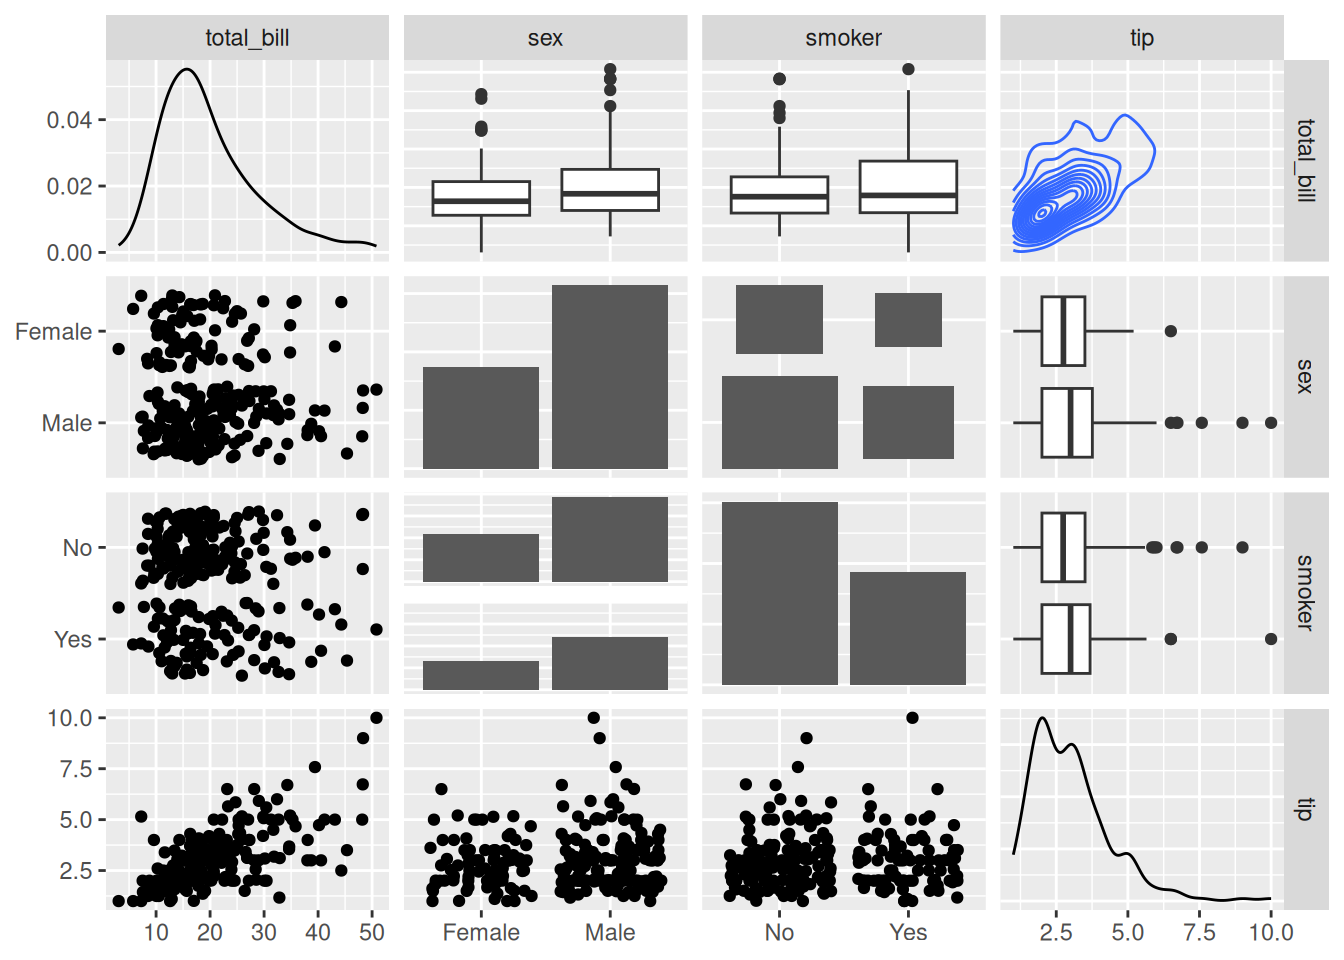 total_bill sex smoker tip
0.04
0.02
0.00
total_bill
Female
Male
sex
No
Yes
smoker
10.0
7.5
5.0
2.5
tip
10 20 30 40 50 Female Male No Yes 2.5 5.0 7.5 10.0